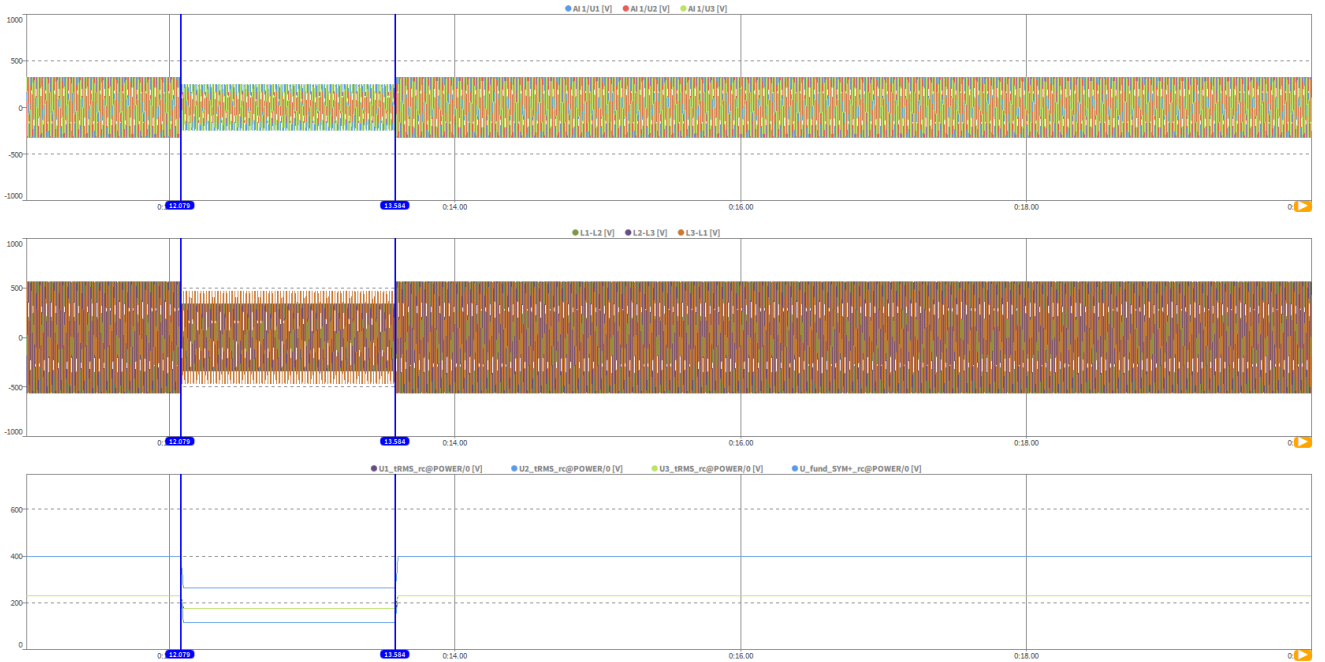 AI 1/U1 [V] AI 1/U2 [V] AI 1/U3 [V]
1000
500
0
-500
-1000
12.079 13.584 0:14.00 0:16.00 0:18.00
L1-L2 [V] L2-L3 [V] L3-L1 [V]
1000
500
0
-500
-1000
12.079 13.584 0:14.00 0:16.00 0:18.00
U1_tRMS_rc@POWER/0 [V] U2_tRMS_rc@POWER/0 [V] U3_tRMS_rc@POWER/0 [V] U_fund_SYM+_rc@POWER/0 [V]
600
400
200
0
12.079 13.584 0:14.00 0:16.00 0:18.00